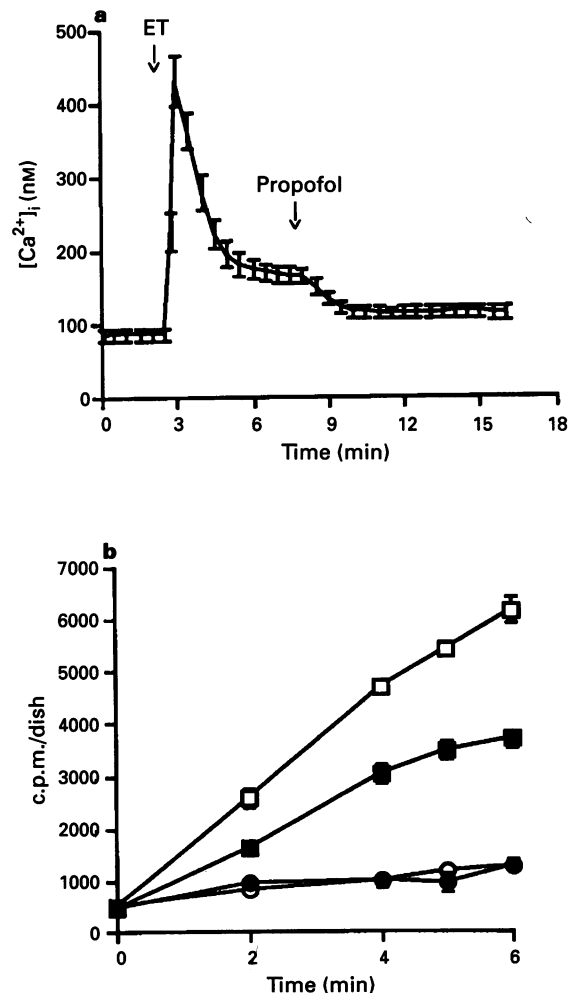 a
ET
Propofol
[Ca2+]i (nM)
500
400
300
200
100
0
0 3 6 9 12 15 18
Time (min)
b
c.p.m./dish
7000
6000
5000
4000
3000
2000
1000
0
0 2 4 6
Time (min)